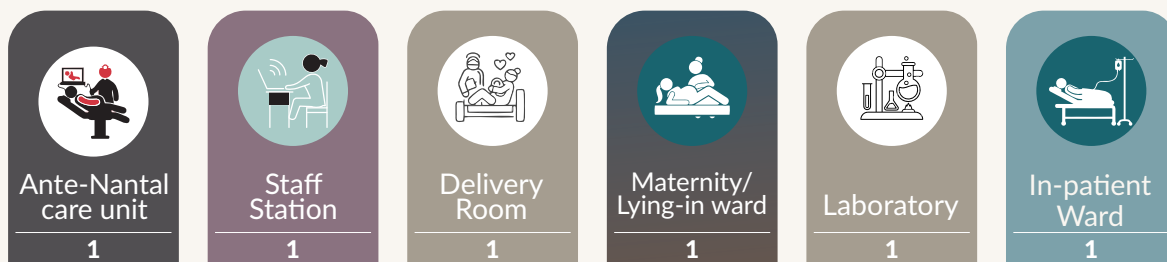 Ante-Nantal
care unit
1
Staff
Station
1
Delivery
Room
1
Maternity/
Lying-in ward
1
Laboratory
1
In-patient
Ward
1